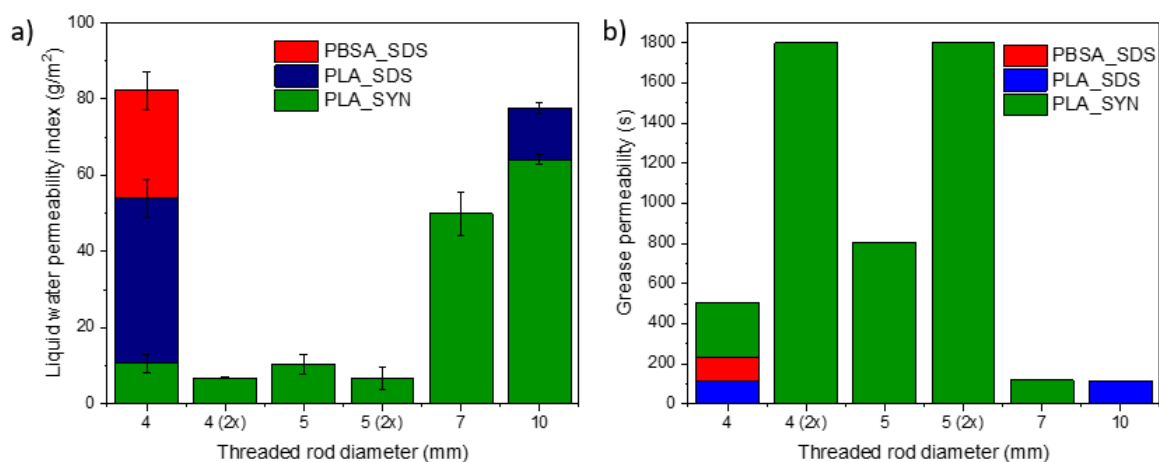 a)
Liquid water permeability index (g/m²)
100
80
60
40
20
0
PBSA_SDS
PLA_SDS
PLA_SYN
4
4 (2x)
5
5 (2x)
7
10
Threaded rod diameter (mm)
b)
Grease permeability (s)
1800
1600
1400
1200
1000
800
600
400
200
0
PBSA_SDS
PLA_SDS
PLA_SYN
4
4 (2x)
5
5 (2x)
7
10
Threaded rod diameter (mm)